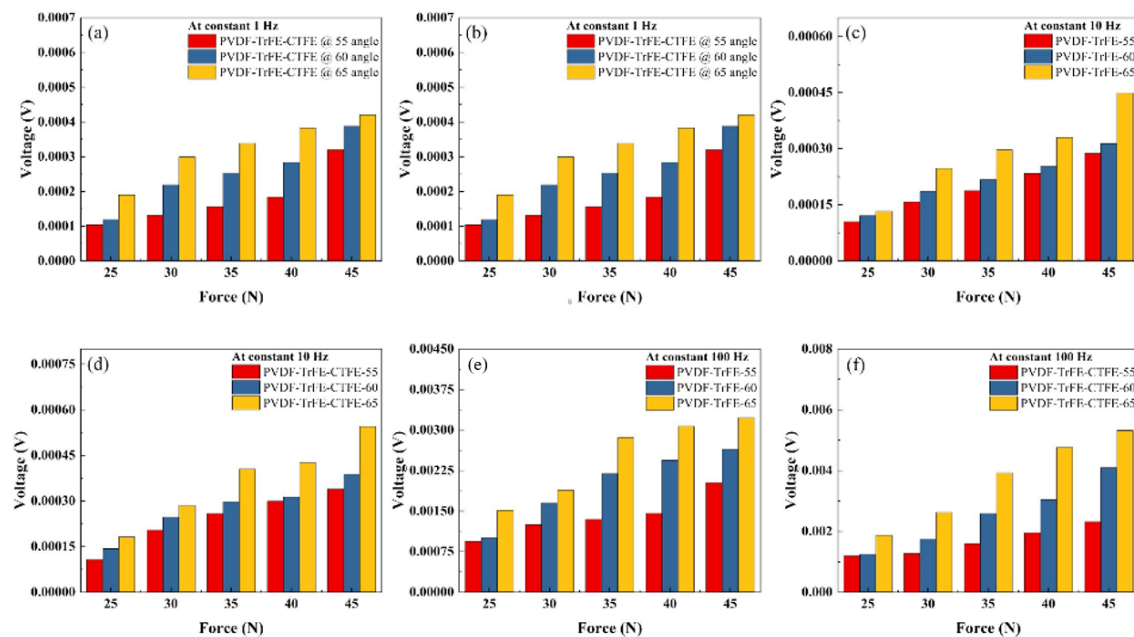 (a)
At constant 1 Hz
PVDF-TrFE-CTFE @ 55 angle
PVDF-TrFE-CTFE @ 60 angle
PVDF-TrFE-CTFE @ 65 angle
0.0007
0.0006
0.0005
0.0004
0.0003
0.0002
0.0001
0.0000
Voltage (V)
25 30 35 40 45
Force (N)
(b)
At constant 1 Hz
PVDF-TrFE-CTFE @ 55 angle
PVDF-TrFE-CTFE @ 60 angle
PVDF-TrFE-CTFE @ 65 angle
0.0007
0.0006
0.0005
0.0004
0.0003
0.0002
0.0001
0.0000
Voltage (V)
25 30 35 40 45
Force (N)
(c)
At constant 10 Hz
PVDF-TrFE-55
PVDF-TrFE-60
PVDF-TrFE-65
0.00060
0.00045
0.00030
0.00015
0.00000
Voltage (V)
25 30 35 40 45
Force (N)
(d)
At constant 10 Hz
PVDF-TrFE-CTFE-55
PVDF-TrFE-CTFE-60
PVDF-TrFE-CTFE-65
0.00075
0.00060
0.00045
0.00030
0.00015
0.00000
Voltage (V)
25 30 35 40 45
Force (N)
(e)
At constant 100 Hz
PVDF-TrFE-55
PVDF-TrFE-60
PVDF-TrFE-65
0.00450
0.00375
0.00300
0.00225
0.00150
0.00075
0.00000
Voltage (V)
25 30 35 40 45
Force (N)
(f)
At constant 100 Hz
PVDF-TrFE-CTFE-55
PVDF-TrFE-CTFE-60
PVDF-TrFE-CTFE-65
0.008
0.006
0.004
0.002
0.000
Voltage (V)
25 30 35 40 45
Force (N)